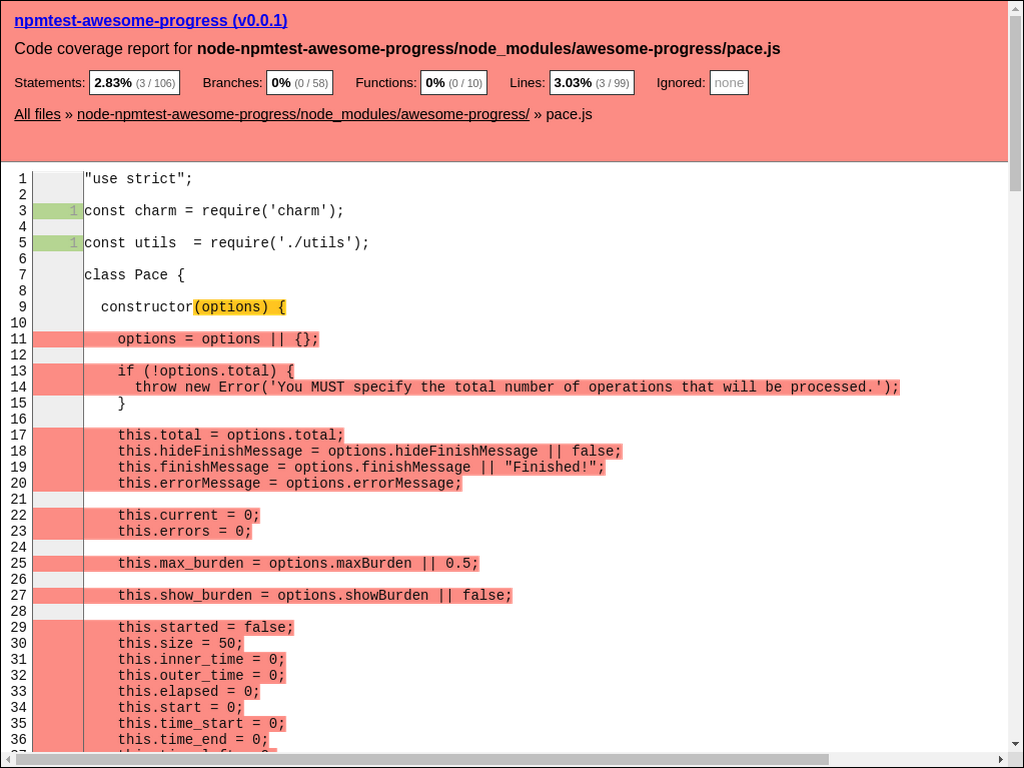 npmtest-awesome-progress (v0.0.1)
Code coverage report for node-npmtest-awesome-progress/node_modules/awesome-progress/pace.js
Statements: 2.83% (3 / 106) Branches: 0% (0 / 58) Functions: 0% (0 / 10) Lines: 3.03% (3 / 99) Ignored: none
All files » node-npmtest-awesome-progress/node_modules/awesome-progress/ » pace.js
1 "use strict";
2
3 1 const charm = require('charm');
4
5 1 const utils  = require('./utils');
6
7 class Pace {
8
9   constructor(options) {
10
11     options = options || {};
12
13     if (!options.total) {
14       throw new Error('You MUST specify the total number of operations that will be processed.');
15     }
16
17     this.total = options.total;
18     this.hideFinishMessage = options.hideFinishMessage || false;
19     this.finishMessage = options.finishMessage || "Finished!";
20     this.errorMessage = options.errorMessage;
21
22     this.current = 0;
23     this.errors = 0;
24
25     this.max_burden = options.maxBurden || 0.5;
26
27     this.show_burden = options.showBurden || false;
28
29     this.started = false;
30     this.size = 50;
31     this.inner_time = 0;
32     this.outer_time = 0;
33     this.elapsed = 0;
34     this.start = 0;
35     this.time_start = 0;
36     this.time_end = 0;